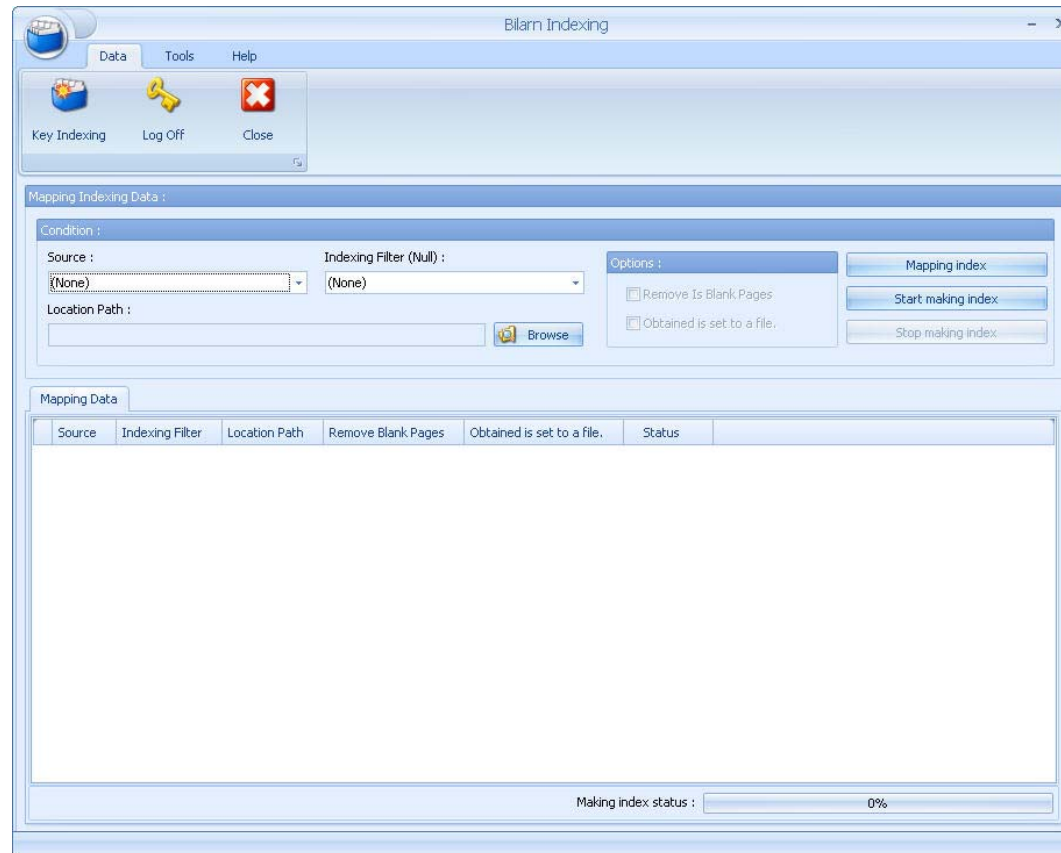 Bilarn Indexing
Data Tools Help
Key Indexing Log Off Close
Mapping Indexing Data :
Condition :
Source : Indexing Filter (Null) : Options : Mapping index
(None) (None) Remove Is Blank Pages Start making index
Location Path : Obtained is set to a file. Stop making index
Browse
Mapping Data
Source Indexing Filter Location Path Remove Blank Pages Obtained is set to a file. Status
Making index status : 0%